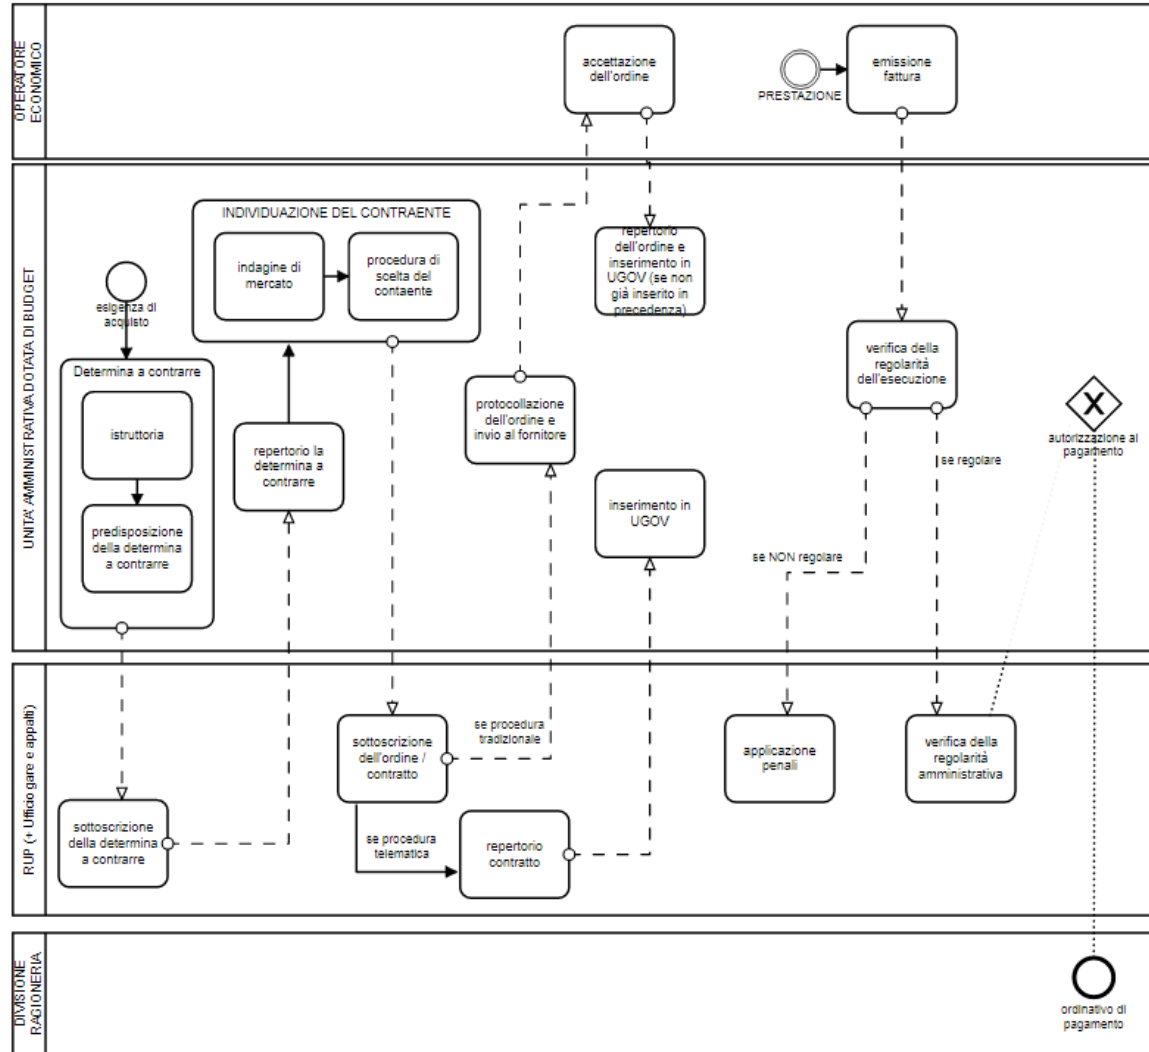 OPERATORE
ECONOMICO
accettazione
dell'ordine
PRESTAZIONE
emissione
fattura
UNITA' AMMINISTRATIVA DOTATA DI BUDGET
esigenza di
acquisto
Determina a contrarre
istruttoria
predisposizione
della determina
a contrarre
INDIVIDUAZIONE DEL CONTRAENTE
indagine di
mercato
procedura di
scelta del
contaente
repertorio la
determina a
contrarre
protocollazione
dell'ordine e
invio al fornitore
repertorio
dell'ordine e
inserimento in
UGOV (se non
già inserito in
precedenza)
inserimento in
UGOV
verifica della
regolarità
dell'esecuzione
se regolare
se NON regolare
autorizzazione al
pagamento
RUP (+ Ufficio gare e appalti)
sottoscrizione
della determina
a contrarre
sottoscrizione
dell'ordine /
contratto
se procedura
tradizionale
se procedura
telematica
repertorio
contratto
applicazione
penali
verifica della
regolarità
amministrativa
DIVISIONE
RAGIONERIA
ordinativo di
pagamento